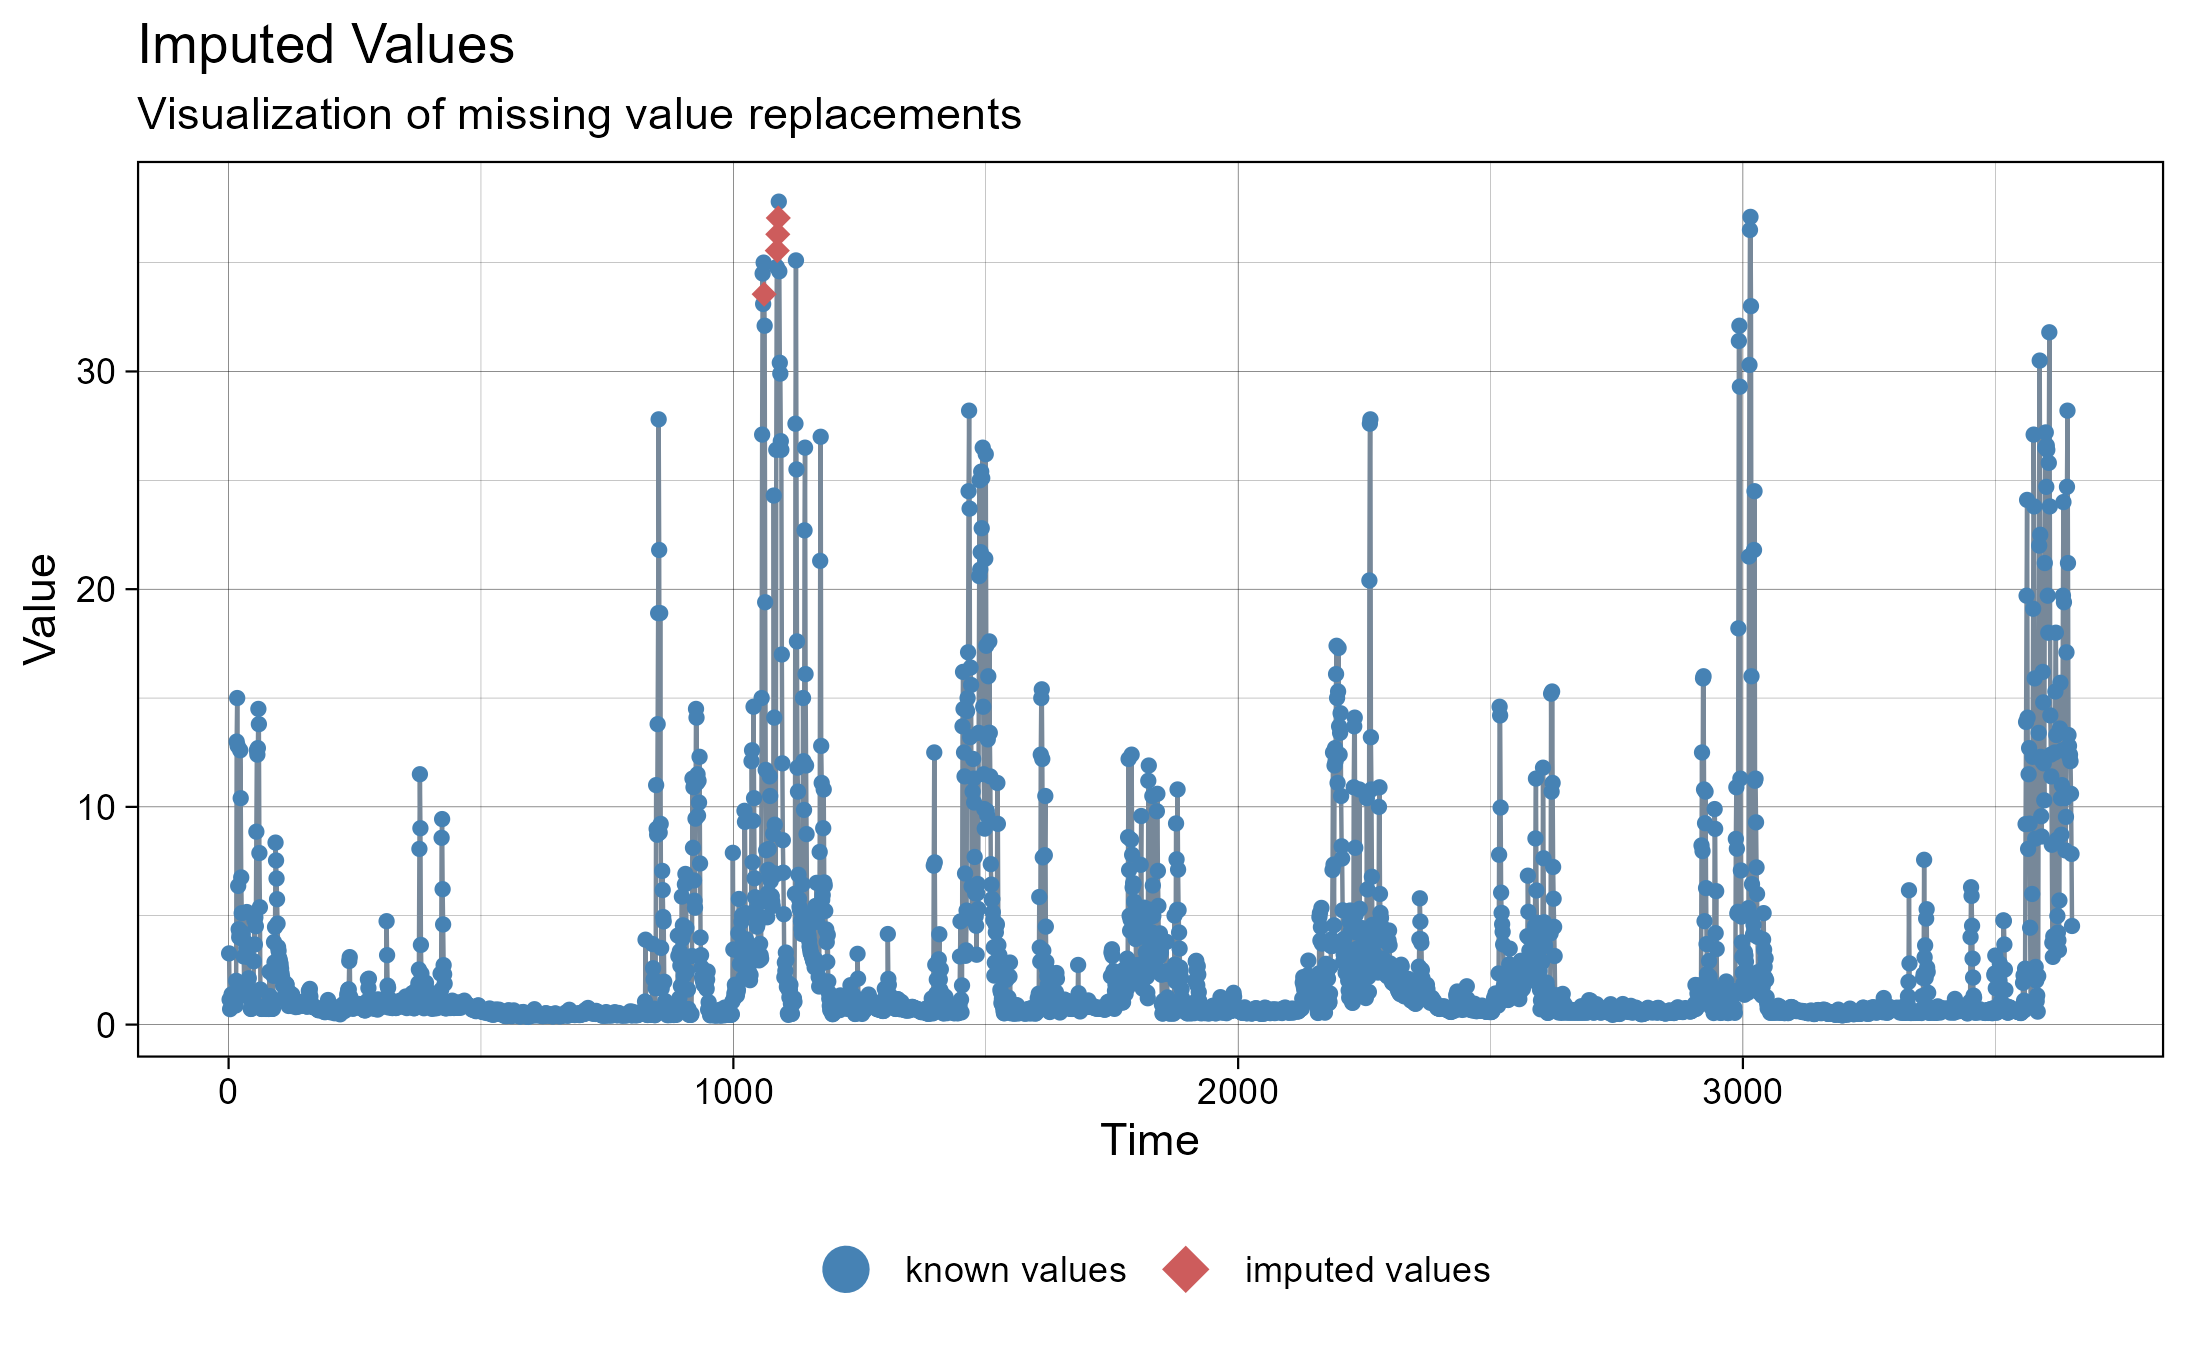 Imputed Values
Visualization of missing value replacements
Value
30
20
10
0
0 1000 2000 3000
Time
known values imputed values